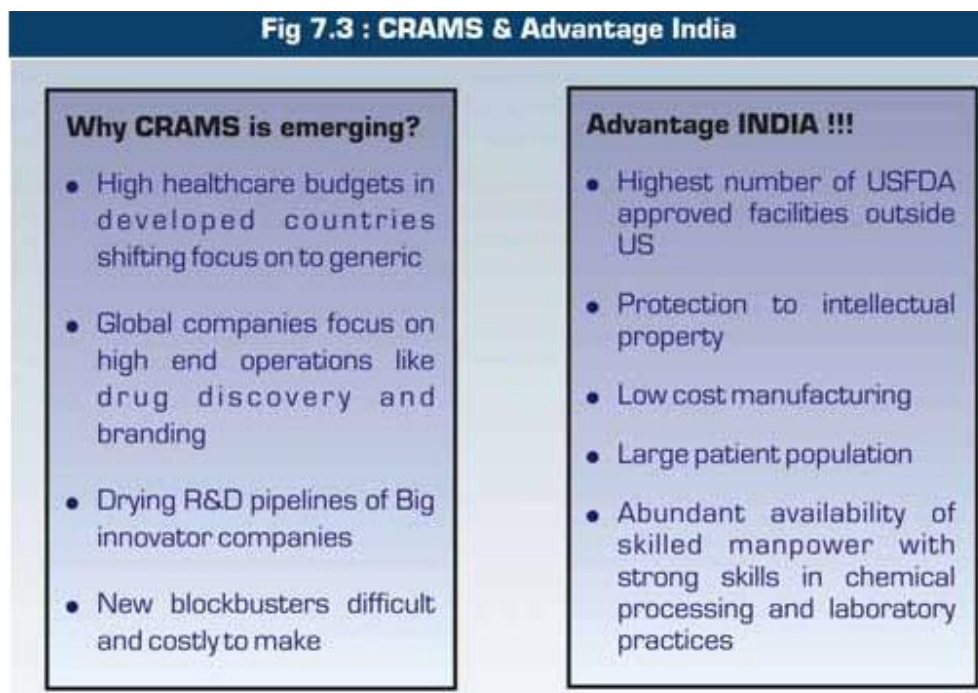 Fig 7.3 : CRAMS & Advantage India
Why CRAMS is emerging?
• High healthcare budgets in
developed countries
shifting focus on to generic
• Global companies focus on
high end operations like
drug discovery and
branding
• Drying R&D pipelines of Big
innovator companies
• New blockbusters difficult
and costly to make
Advantage INDIA !!!
• Highest number of USFDA
approved facilities outside
US
• Protection to intellectual
property
• Low cost manufacturing
• Large patient population
• Abundant availability of
skilled manpower with
strong skills in chemical
processing and laboratory
practices